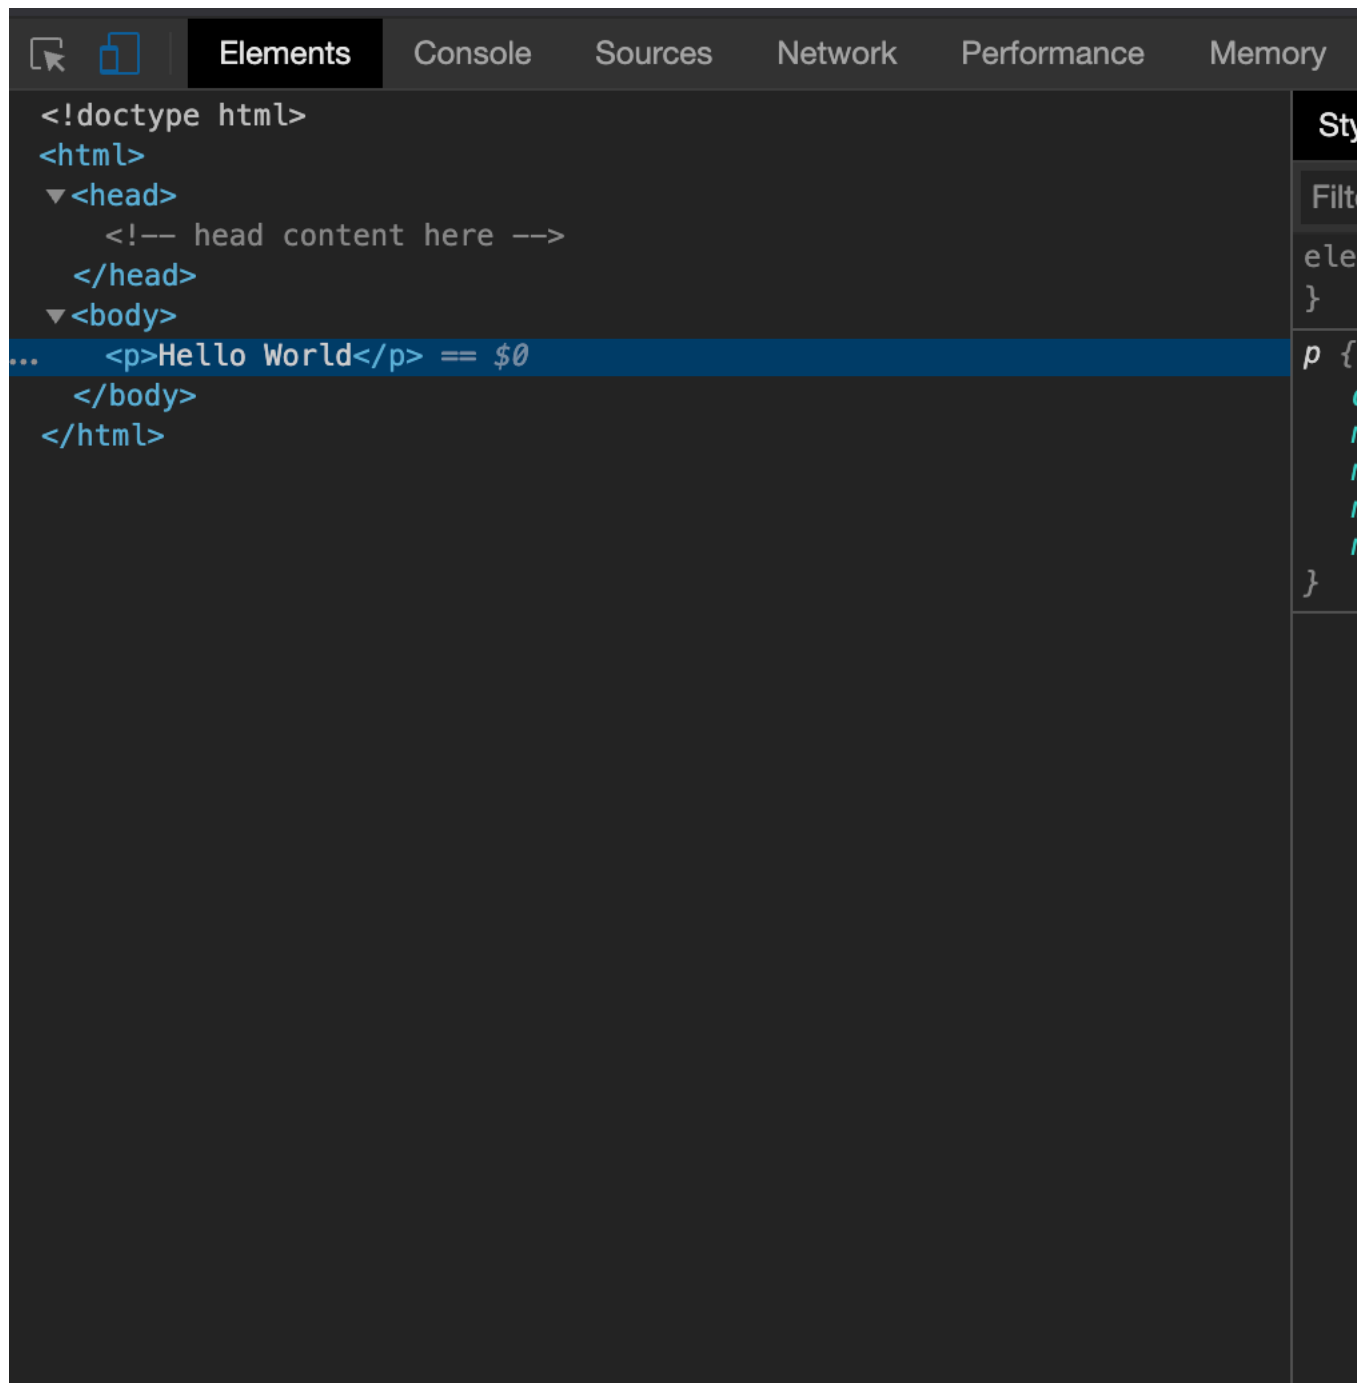 Elements Console Sources Network Performance Memory
<!doctype html>
<html>
▼<head>
<!-- head content here -->
</head>
▼<body>
... <p>Hello World</p> == $0
</body>
</html>
p {
}
}